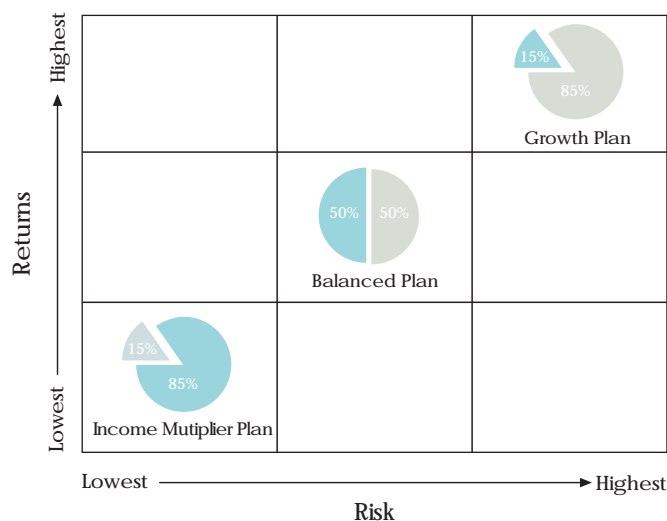 Highest
15%
85%
Growth Plan
Returns
50%
50%
Balanced Plan
15%
85%
Income Mutiplier Plan
Lowest
Lowest
Highest
Risk